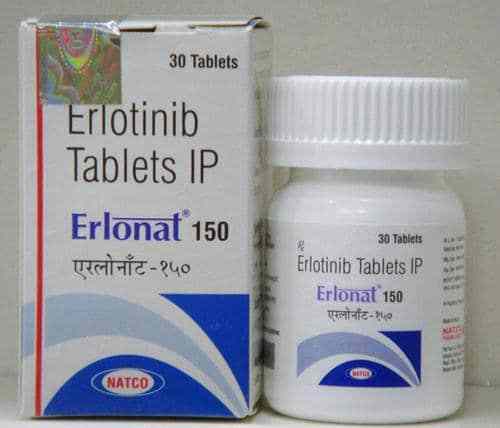 30 Tablets
Erlotinib
Tablets IP
Erlonat® 150
एरलोनाँट-१५०
NATCO
℞
30 Tablets
Erlotinib Tablets IP
Erlonat® 150
एरलोनाँट-१५०
NATCO